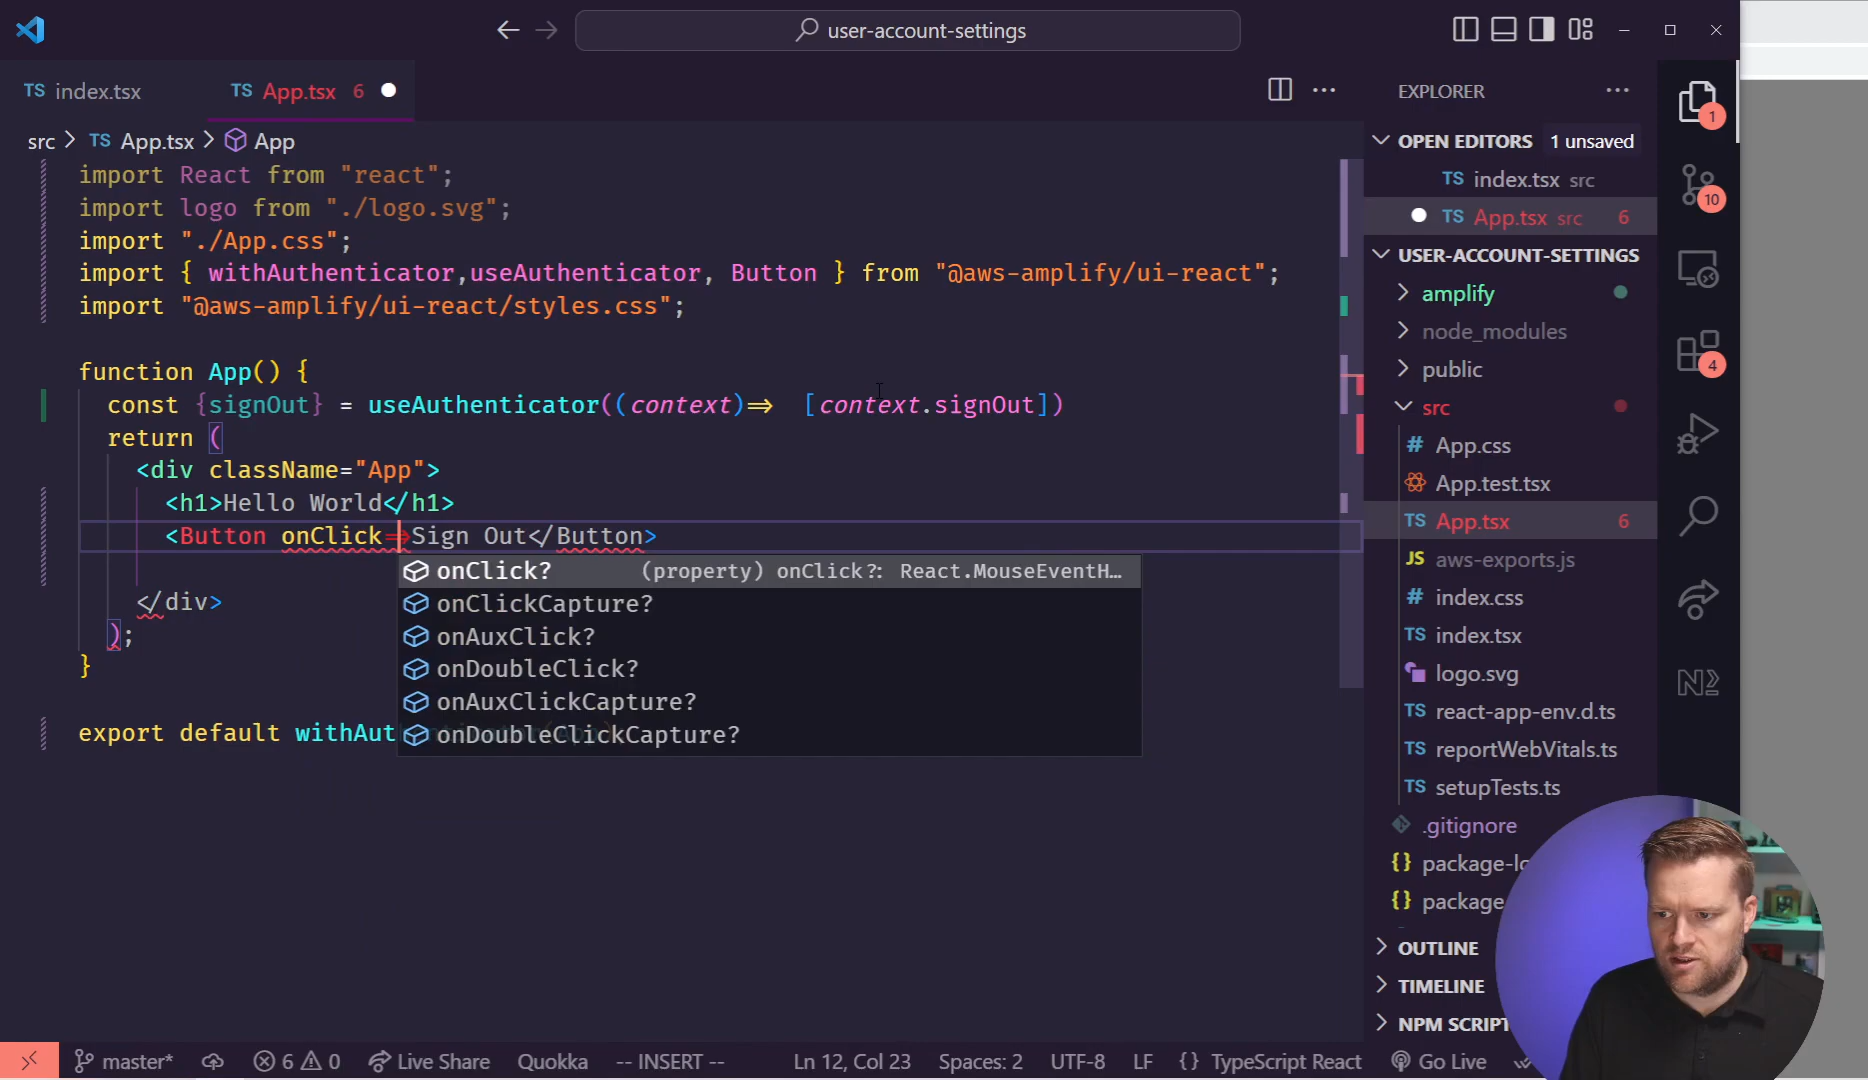 user-account-settings
TS index.tsx
TS App.tsx 6
src > TS App.tsx > App
import React from "react";
import logo from "./logo.svg";
import "./App.css";
import { withAuthenticator,useAuthenticator, Button } from "@aws-amplify/ui-react";
import "@aws-amplify/ui-react/styles.css";
function App() {
const {signOut} = useAuthenticator((context)=> [context.signOut])
return (
<div className="App">
<h1>Hello World</h1>
<Button onClick=>Sign Out</Button>
onClick? (property) onClick?: React.MouseEventH…
onClickCapture?
onAuxClick?
onDoubleClick?
onAuxClickCapture?
onDoubleClickCapture?
</div>
);
}
export default withAut
EXPLORER
OPEN EDITORS 1 unsaved
TS index.tsx src
TS App.tsx src 6
USER-ACCOUNT-SETTINGS
amplify
node_modules
public
src
# App.css
App.test.tsx
TS App.tsx 6
JS aws-exports.js
# index.css
TS index.tsx
logo.svg
TS react-app-env.d.ts
TS reportWebVitals.ts
TS setupTests.ts
.gitignore
{} package-lo
{} package
OUTLINE
TIMELINE
NPM SCRIPT
1
10
4
master* 6 0 Live Share Quokka -- INSERT -- Ln 12, Col 23 Spaces: 2 UTF-8 LF {} TypeScript React Go Live